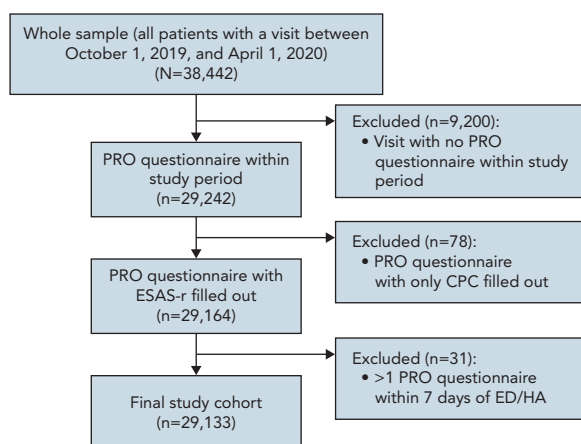 Whole sample (all patients with a visit between
October 1, 2019, and April 1, 2020)
(N=38,442)
Excluded (n=9,200):
• Visit with no PRO
questionnaire within
study period
PRO questionnaire within
study period
(n=29,242)
Excluded (n=78):
• PRO questionnaire
with only CPC filled out
PRO questionnaire with
ESAS-r filled out
(n=29,164)
Excluded (n=31):
• >1 PRO questionnaire
within 7 days of ED/HA
Final study cohort
(n=29,133)